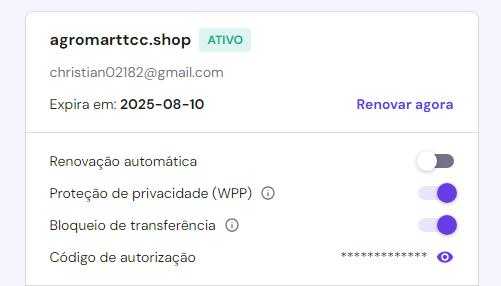 agromarttcc.shop ATIVO
christian02182@gmail.com
Expira em: 2025-08-10 Renovar agora
Renovação automática
Proteção de privacidade (WPP)
Bloqueio de transferência
Código de autorização *************